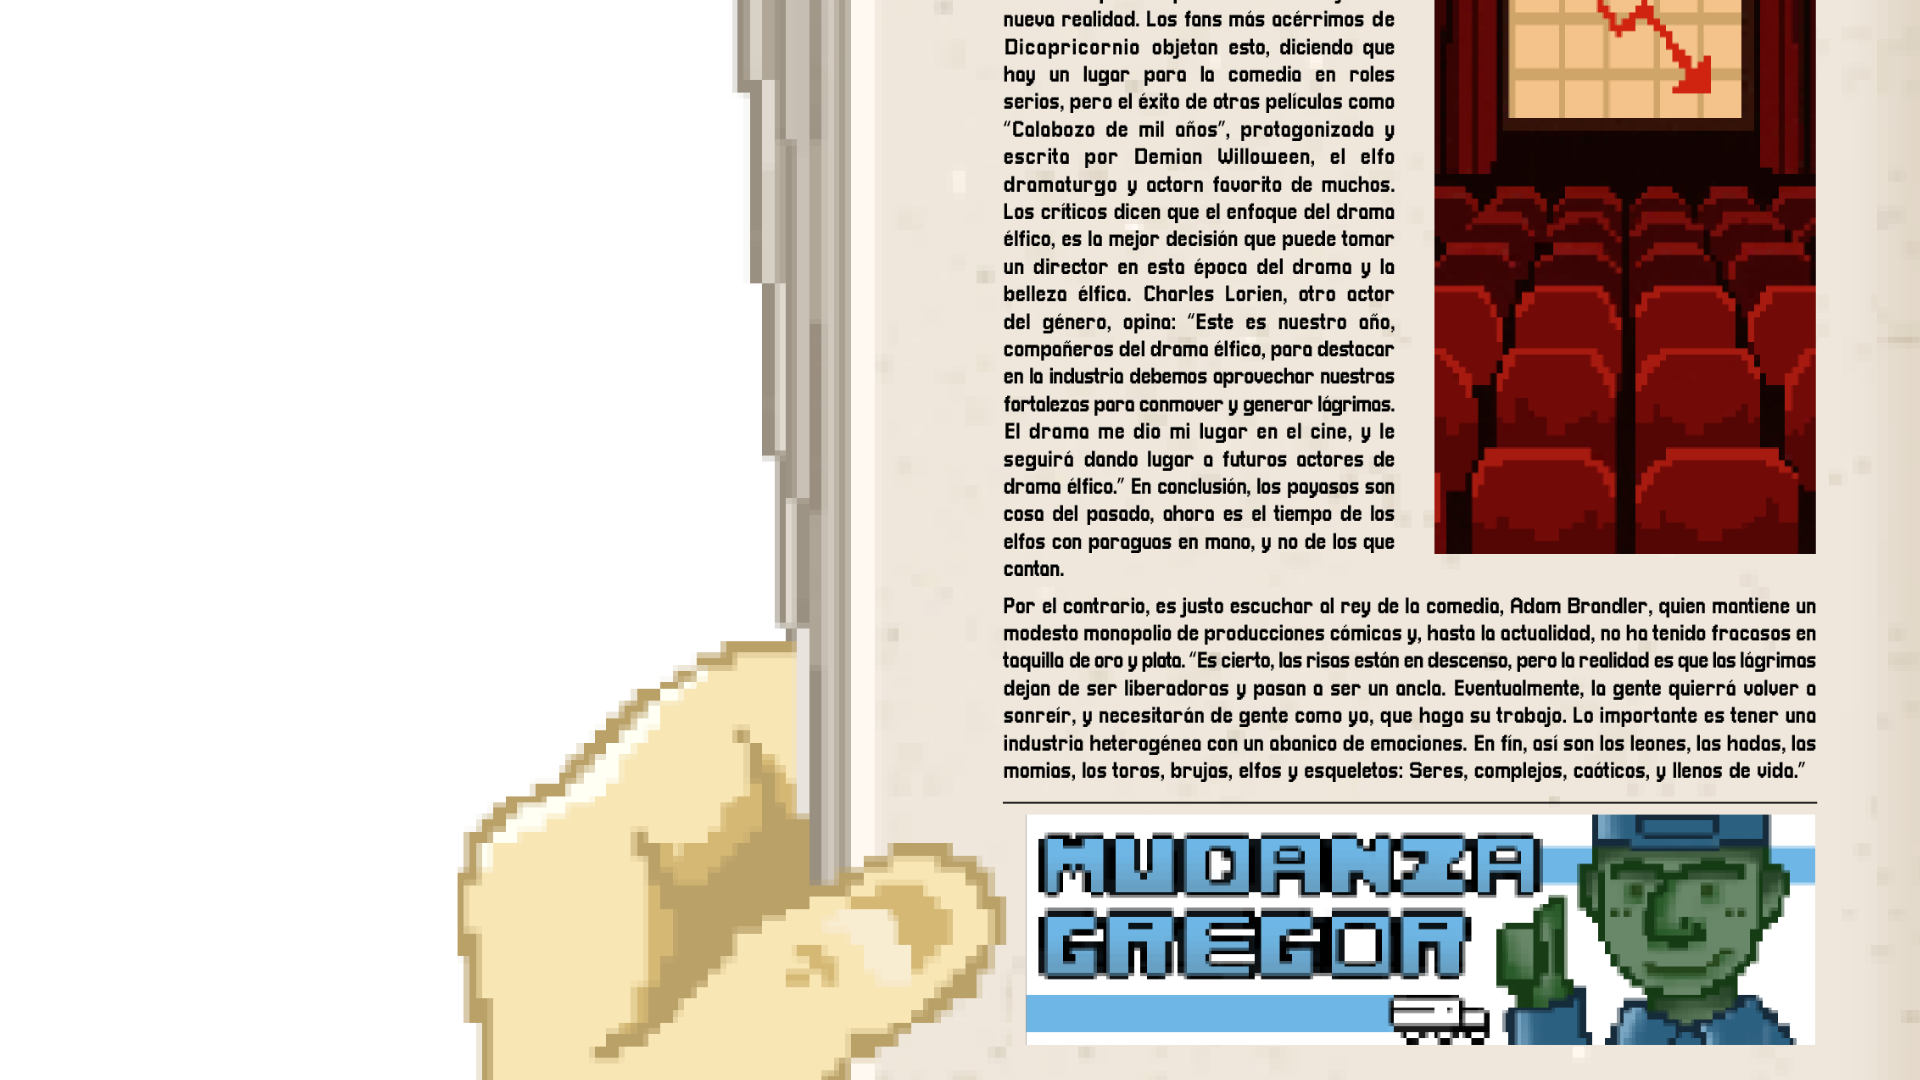 nueva realidad. Los fans más acérrimos de
Dicapricornio objetan esto, diciendo que
hay un lugar para la comedia en roles
serios, pero el éxito de otras películas como
"Calabozo de mil años", protagonizada y
escrita por Demian Willoween, el elfo
dramaturgo y actorn favorito de muchos.
Los críticos dicen que el enfoque del drama
élfico, es la mejor decisión que puede tomar
un director en esta época del drama y la
belleza élfica. Charles Lorien, otro actor
del género, opina: "Este es nuestro año,
compañeros del drama élfico, para destacar
en la industria debemos aprovechar nuestras
fortalezas para conmover y generar lágrimas.
El drama me dio mi lugar en el cine, y le
seguirá dando lugar a futuros actores de
drama élfico." En conclusión, los payasos son
cosa del pasado, ahora es el tiempo de los
elfos con paraguas en mano, y no de los que
cantan.
Por el contrario, es justo escuchar al rey de la comedia, Adam Brandler, quien mantiene un
modesto monopolio de producciones cómicas y, hasta la actualidad, no ha tenido fracasos en
taquilla de oro y plata. "Es cierto, las risas están en descenso, pero la realidad es que las lágrimas
dejan de ser liberadoras y pasan a ser un ancla. Eventualmente, la gente quierrá volver a
sonreír, y necesitarán de gente como yo, que haga su trabajo. Lo importante es tener una
industria heterogénea con un abanico de emociones. En fín, así son los leones, las hadas, las
momias, los toros, brujas, elfos y esqueletos: Seres, complejos, caóticos, y llenos de vida."
MUDANZA
GREGOR